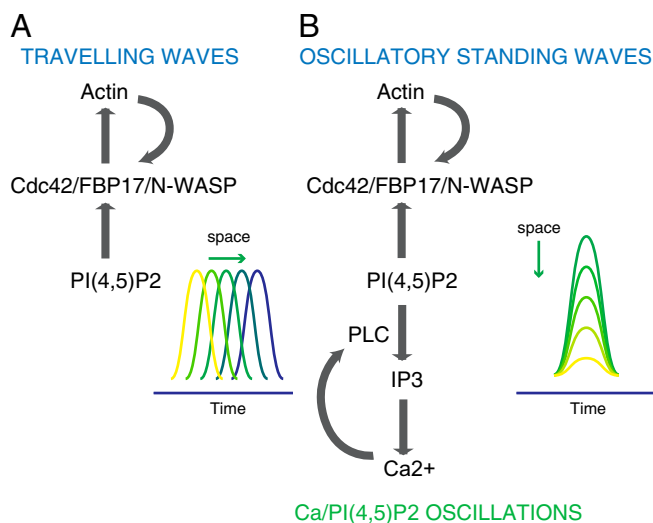 A
TRAVELLING WAVES
Actin
Cdc42/FBP17/N-WASP
PI(4,5)P2
space
Time
B
OSCILLATORY STANDING WAVES
Actin
Cdc42/FBP17/N-WASP
PI(4,5)P2
PLC
IP3
Ca2+
space
Time
Ca/PI(4,5)P2 OSCILLATIONS